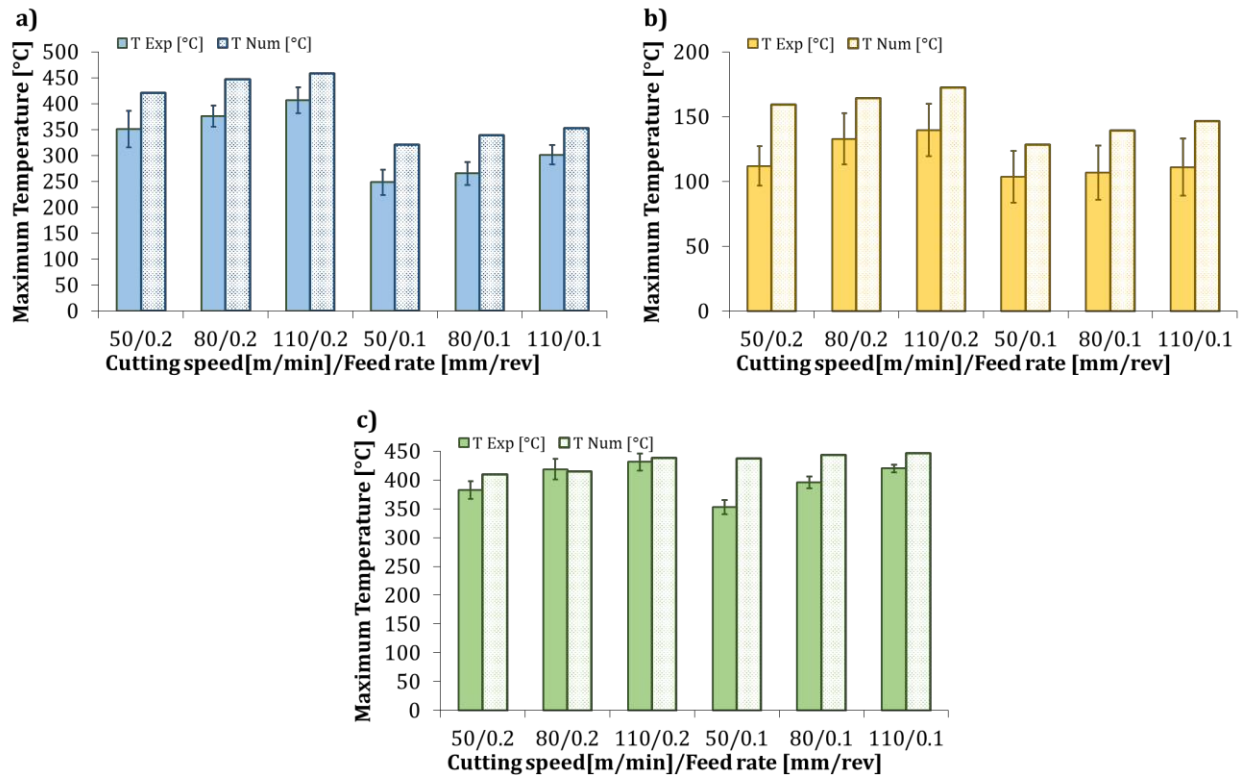 a)
T Exp [°C] T Num [°C]
Maximum Temperature [°C]
500
450
400
350
300
250
200
150
100
50
0
50/0.2 80/0.2 110/0.2 50/0.1 80/0.1 110/0.1
Cutting speed[m/min]/Feed rate [mm/rev]
b)
T Exp [°C] T Num [°C]
Maximum Temperature [°C]
200
150
100
50
0
50/0.2 80/0.2 110/0.2 50/0.1 80/0.1 110/0.1
Cutting speed[m/min]/Feed rate [mm/rev]
c)
T Exp [°C] T Num [°C]
Maximum Temperature [°C]
450
400
350
300
250
200
150
100
50
0
50/0.2 80/0.2 110/0.2 50/0.1 80/0.1 110/0.1
Cutting speed[m/min]/Feed rate [mm/rev]